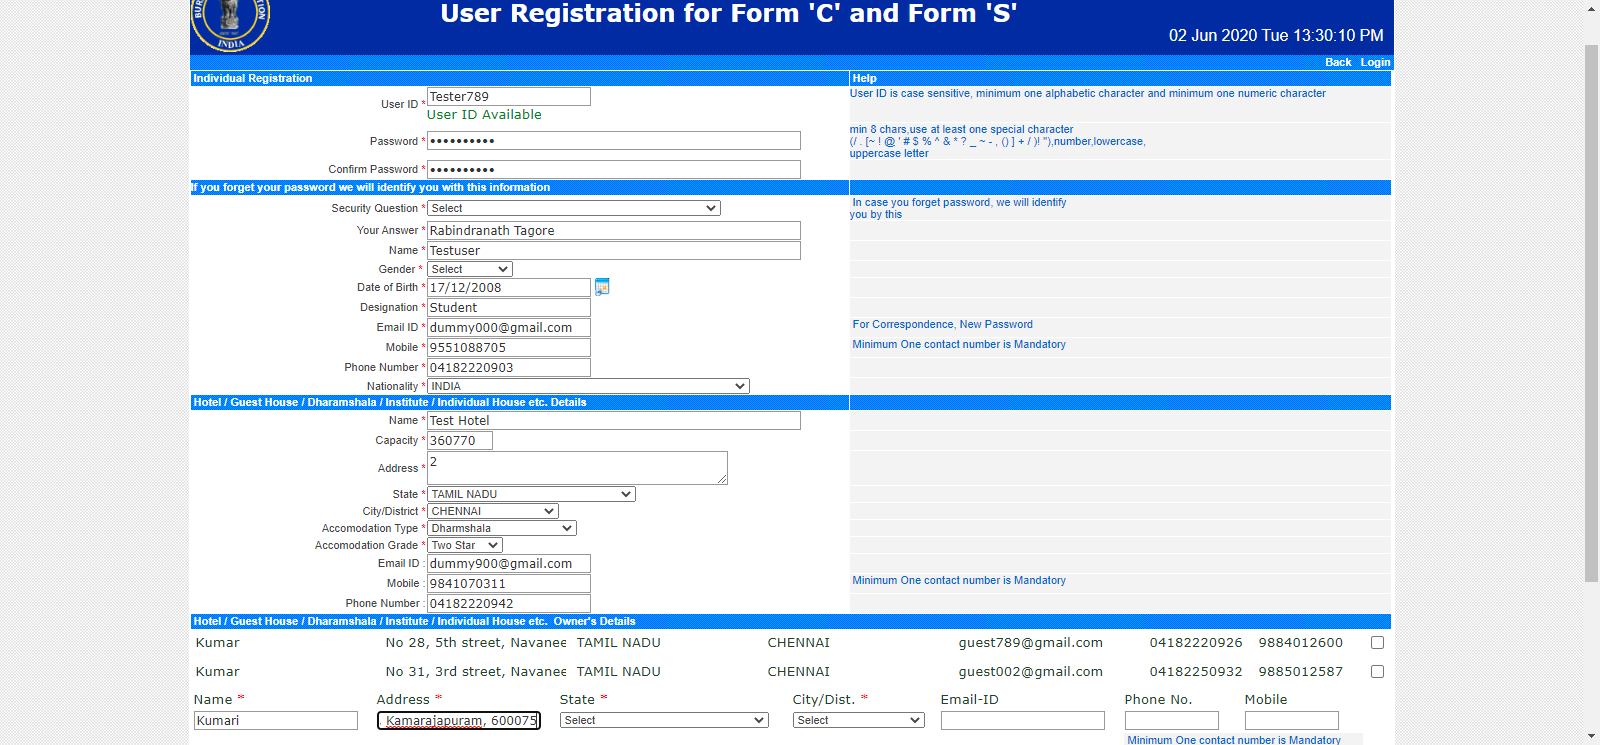 BUR TION
INDIA
User Registration for Form 'C' and Form 'S'
02 Jun 2020 Tue 13:30:10 PM
Back Login
Individual Registration Help
User ID * Tester789 User ID is case sensitive, minimum one alphabetic character and minimum one numeric character
User ID Available
Password * •••••••••• min 8 chars,use at least one special character
(/ . [~ ! @ ' # $ % ^ & * ? _ ~ - , () ] + / )! "),number,lowercase,
uppercase letter
Confirm Password * ••••••••••
If you forget your password we will identify you with this information
Security Question * Select In case you forget password, we will identify
you by this
Your Answer * Rabindranath Tagore
Name * Testuser
Gender * Select
Date of Birth * 17/12/2008
Designation * Student
Email ID * dummy000@gmail.com For Correspondence, New Password
Mobile * 9551088705 Minimum One contact number is Mandatory
Phone Number * 04182220903
Nationality * INDIA
Hotel / Guest House / Dharamshala / Institute / Individual House etc. Details
Name * Test Hotel
Capacity * 360770
Address * 2
State * TAMIL NADU
City/District * CHENNAI
Accomodation Type * Dharmshala
Accomodation Grade * Two Star
Email ID : dummy900@gmail.com
Mobile : 9841070311 Minimum One contact number is Mandatory
Phone Number : 04182220942
Hotel / Guest House / Dharamshala / Institute / Individual House etc. Owner's Details
Kumar No 28, 5th street, Navanee TAMIL NADU CHENNAI guest789@gmail.com 04182220926 9884012600
Kumar No 31, 3rd street, Navanee TAMIL NADU CHENNAI guest002@gmail.com 04182250932 9885012587
Name * Address * State * City/Dist. * Email-ID Phone No. Mobile
Kumari Kamarajapuram, 600075 Select Select
Minimum One contact number is Mandatory